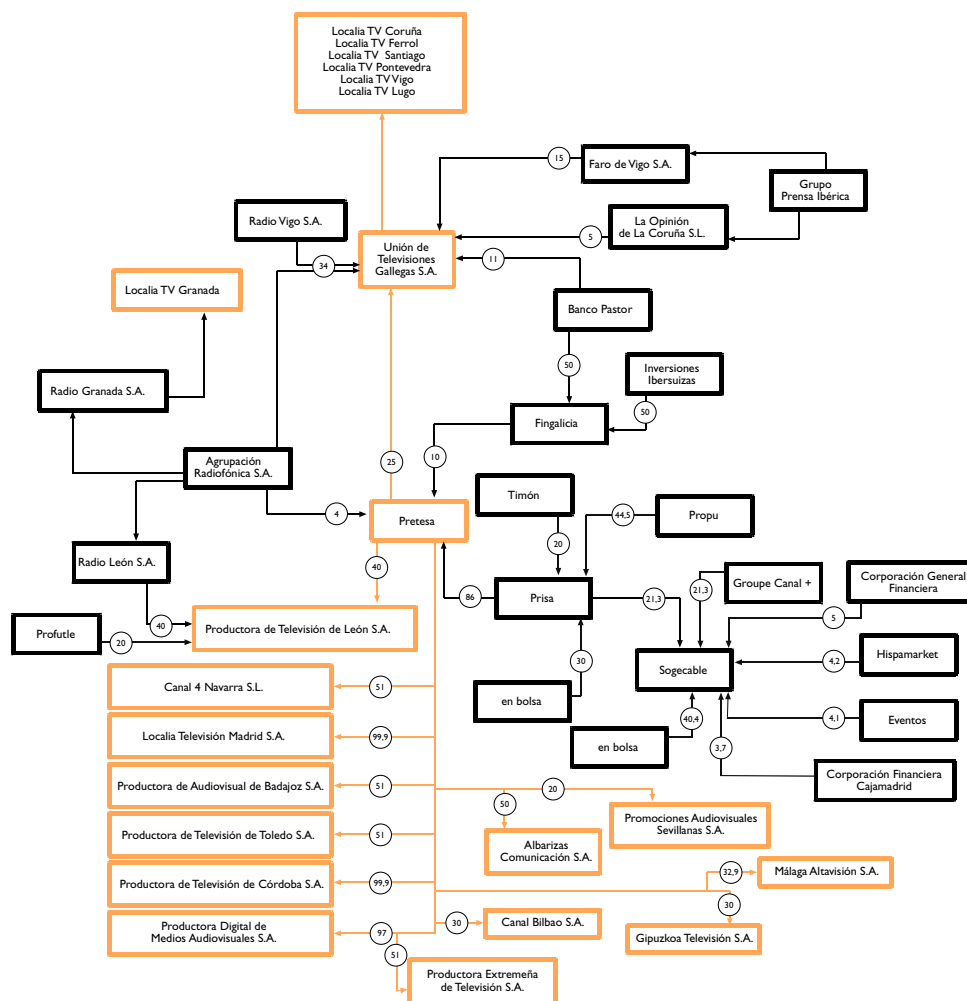 Localia TV Coruña
Localia TV Ferrol
Localia TV Santiago
Localia TV Pontevedra
Localia TV Vigo
Localia TV Lugo
15
Faro de Vigo S.A.
Grupo
Prensa Ibérica
Radio Vigo S.A.
La Opinión
de La Coruña S.L.
5
Unión de
Televisiones
Gallegas S.A.
34
11
Localia TV Granada
Banco Pastor
50
Inversiones
Ibersuizas
50
Radio Granada S.A.
Fingalicia
10
25
Agrupación
Radiofónica S.A.
4
Pretesa
Timón
20
44,5
Propu
40
Radio León S.A.
86
Prisa
21,3
21,3
Groupe Canal +
Corporación General
Financiera
5
Profutle
20
40
Productora de Televisión de León S.A.
30
Sogecable
4,2
Hispamarket
Canal 4 Navarra S.L.
51
en bolsa
40,4
4,1
Eventos
Localía Televisión Madrid S.A.
99,9
en bolsa
3,7
Corporación Financiera
Cajamadrid
Productora de Audiovisual de Badajoz S.A.
51
50
20
Promociones Audiovisuales
Sevillanas S.A.
Productora de Televisión de Toledo S.A.
51
Albarizas
Comunicación S.A.
Productora de Televisión de Córdoba S.A.
99,9
32,9
Málaga Altavisión S.A.
Productora Digital de
Medios Audiovisuales S.A.
97
30
Canal Bilbao S.A.
30
Gipuzkoa Televisión S.A.
51
Productora Extremeña
de Televisión S.A.